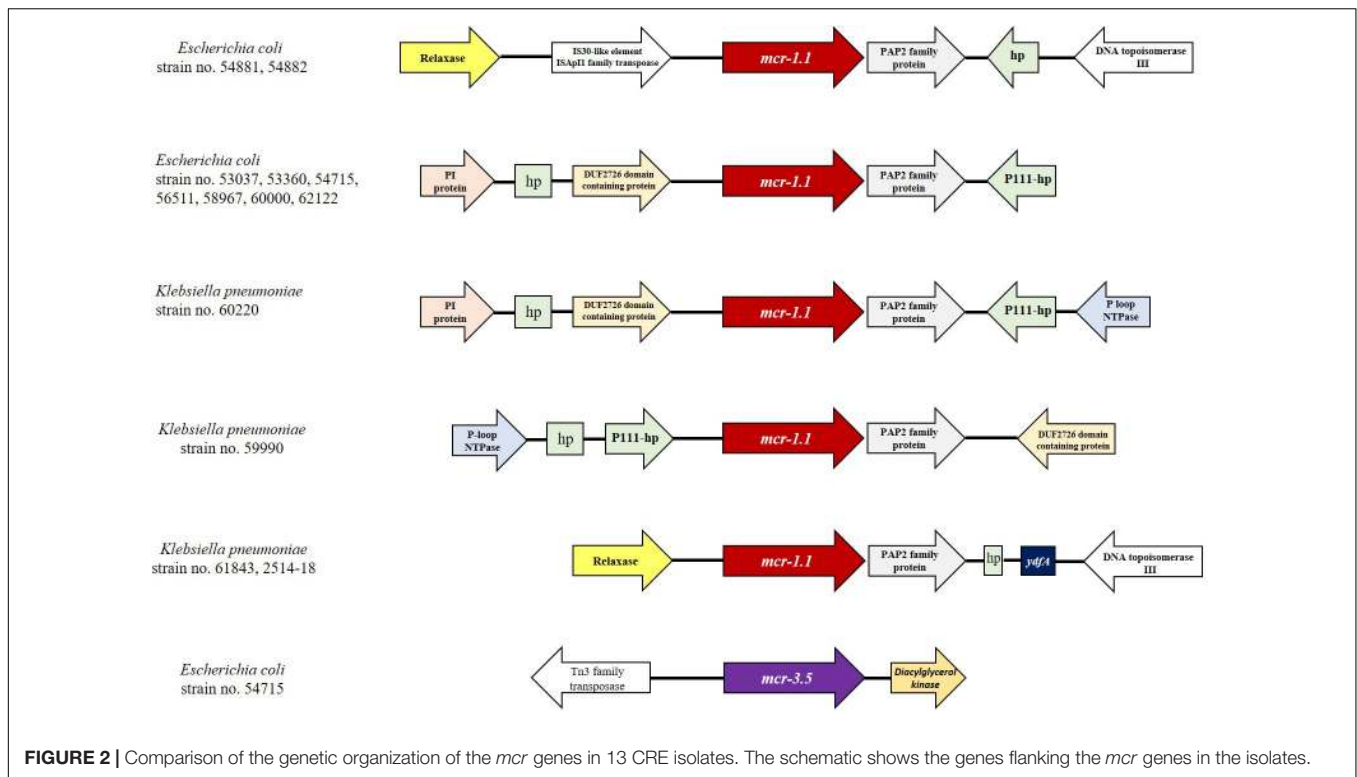 Escherichia coli
strain no. 54881, 54882
Relaxase
IS30-like element
ISApl1 family transpoase
mcr-1.1
PAP2 family
protein
hp
DNA topoisomerase
III
Escherichia coli
strain no. 53037, 53360, 54715,
56511, 58967, 60000, 62122
PI
protein
hp
DUF2726 domain
containing protein
mcr-1.1
PAP2 family
protein
P111-hp
Klebsiella pneumoniae
strain no. 60220
PI
protein
hp
DUF2726 domain
containing protein
mcr-1.1
PAP2 family
protein
P111-hp
P loop
NTPase
Klebsiella pneumoniae
strain no. 59990
P-loop
NTPase
hp
P111-hp
mcr-1.1
PAP2 family
protein
DUF2726 domain
containing protein
Klebsiella pneumoniae
strain no. 61843, 2514-18
Relaxase
mcr-1.1
PAP2 family
protein
hp
ydfA
DNA topoisomerase
III
Escherichia coli
strain no. 54715
Tn3 family
transposase
mcr-3.5
Diacylglycerol
kinase
FIGURE 2 | Comparison of the genetic organization of the mcr genes in 13 CRE isolates. The schematic shows the genes flanking the mcr genes in the isolates.